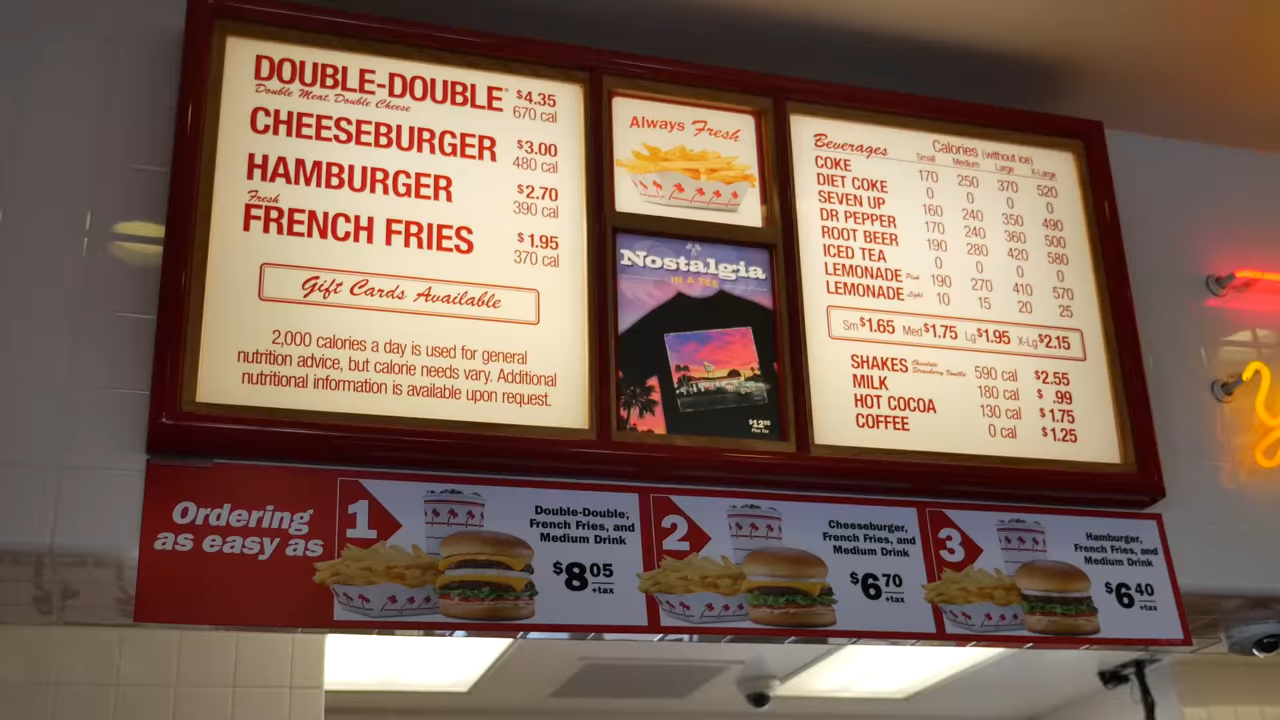 DOUBLE-DOUBLE® $4.35
Double Meat. Double Cheese 670 cal
CHEESEBURGER $3.00
480 cal
HAMBURGER $2.70
390 cal
Fresh
FRENCH FRIES $1.95
370 cal
Gift Cards Available
2,000 calories a day is used for general
nutrition advice, but calorie needs vary. Additional
nutritional information is available upon request.
Always Fresh
Nostalgia
IN A TEE
$12.95
Plus Tax
Beverages Calories (without ice)
Small Medium Large X-Large
COKE 170 250 370 520
DIET COKE 0 0 0 0
SEVEN UP 160 240 350 490
DR PEPPER 170 240 360 500
ROOT BEER 190 280 420 580
ICED TEA 0 0 0 0
LEMONADE Pink 190 270 410 570
LEMONADE Light 10 15 20 25
Sm $1.65 Med $1.75 Lg $1.95 X-Lg $2.15
SHAKES Chocolate Strawberry Vanilla 590 cal $2.55
MILK 180 cal $ .99
HOT COCOA 130 cal $1.75
COFFEE 0 cal $1.25
Ordering
as easy as
1
Double-Double,
French Fries, and
Medium Drink
$8.05
+tax
2
Cheeseburger,
French Fries, and
Medium Drink
$6.70
+tax
3
Hamburger,
French Fries, and
Medium Drink
$6.40
+tax